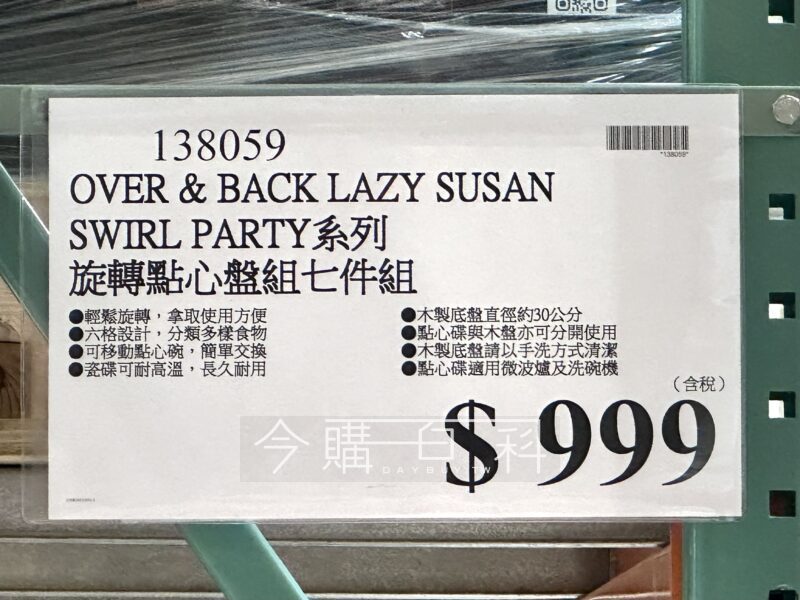 138059
*138059*
OVER & BACK LAZY SUSAN
SWIRL PARTY系列
旋轉點心盤組七件組
●輕鬆旋轉，拿取使用方便
●六格設計，分類多樣食物
●可移動點心碗，簡單交換
●瓷碟可耐高溫，長久耐用
●木製底盤直徑約30公分
●點心碟與木盤亦可分開使用
●木製底盤請以手洗方式清潔
●點心碟適用微波爐及洗碗機
（含稅）
$ 999
今購百科
DAYBUY.TW